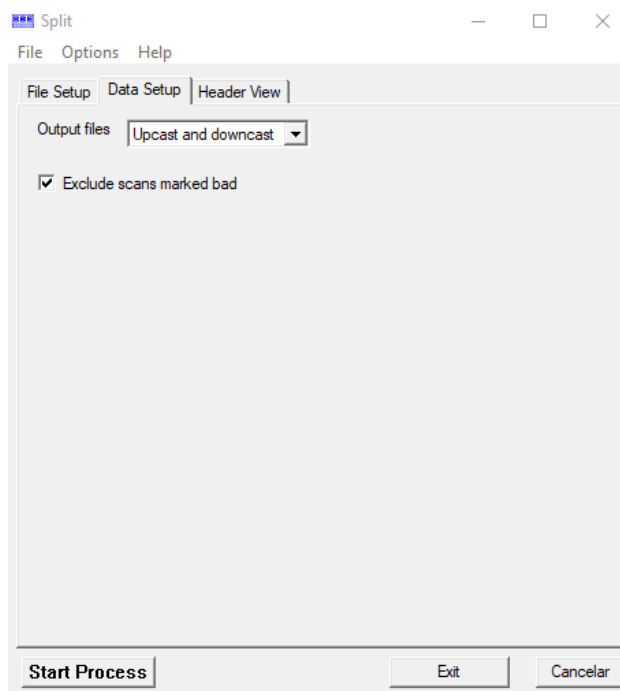 Split
File Options Help
File Setup Data Setup Header View
Output files Upcast and downcast
Exclude scans marked bad
Start Process Exit Cancelar